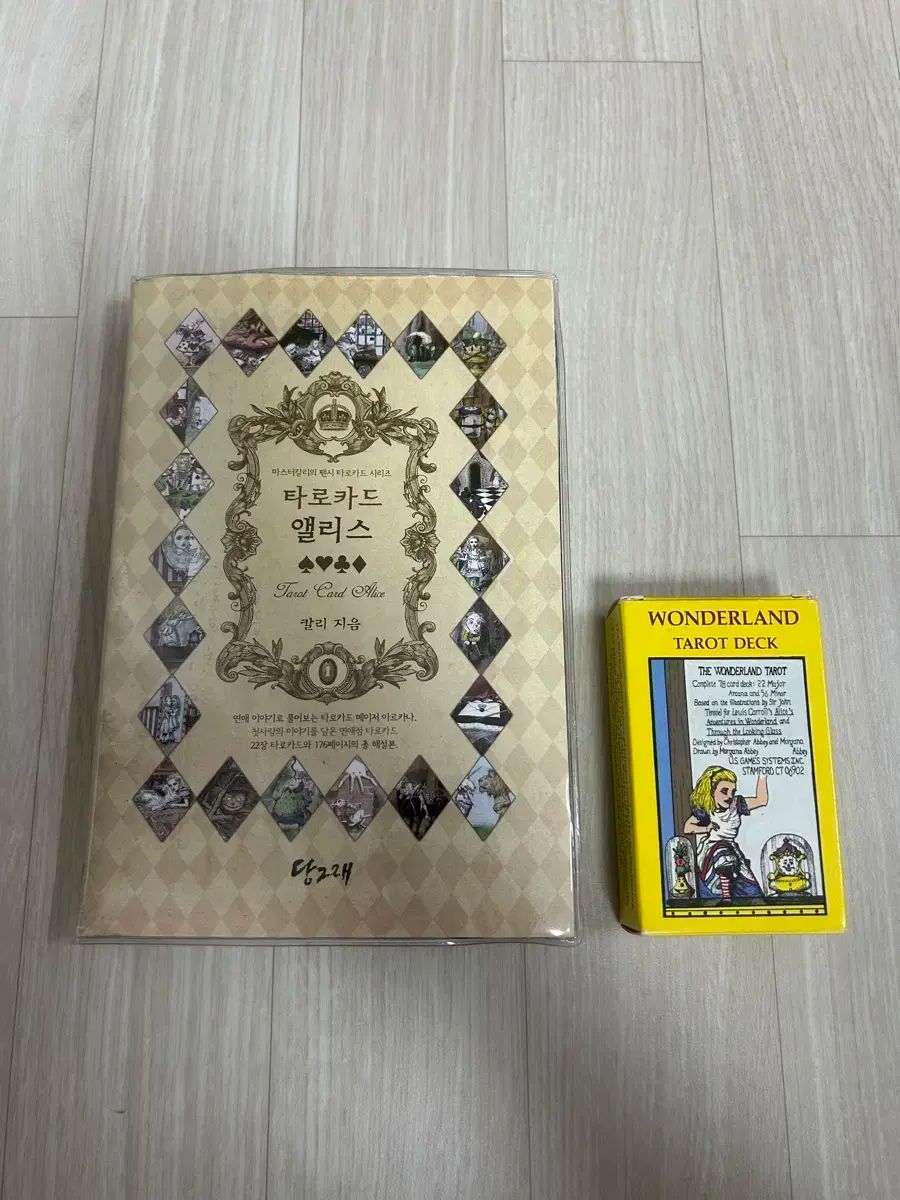 마스터칼리의 팬시 타로카드 시리즈
타로카드
앨리스
Tarot Card Alice
칼리 지음
0
연애 이야기로 풀어보는 타로카드 메이저 아르카나.
첫사랑의 이야기를 담은 연애점 타로카드
22장 타로카드와 176페이지의 총 해설본.
당그래
WONDERLAND
TAROT DECK
THE WONDERLAND TAROT
Complete 78 card deck: 22 Major
Arcana and 56 Minor
Based on the illustrations by Sir John
Tenniel for Lewis Carroll's Alice's
Adventures in Wonderland and
Through the Looking Glass
Designed by Christopher Abbey and Morgana
Drawn by Morgana Abbey Abbey
U.S. GAMES SYSTEMS INC.
STAMFORD CT 06902